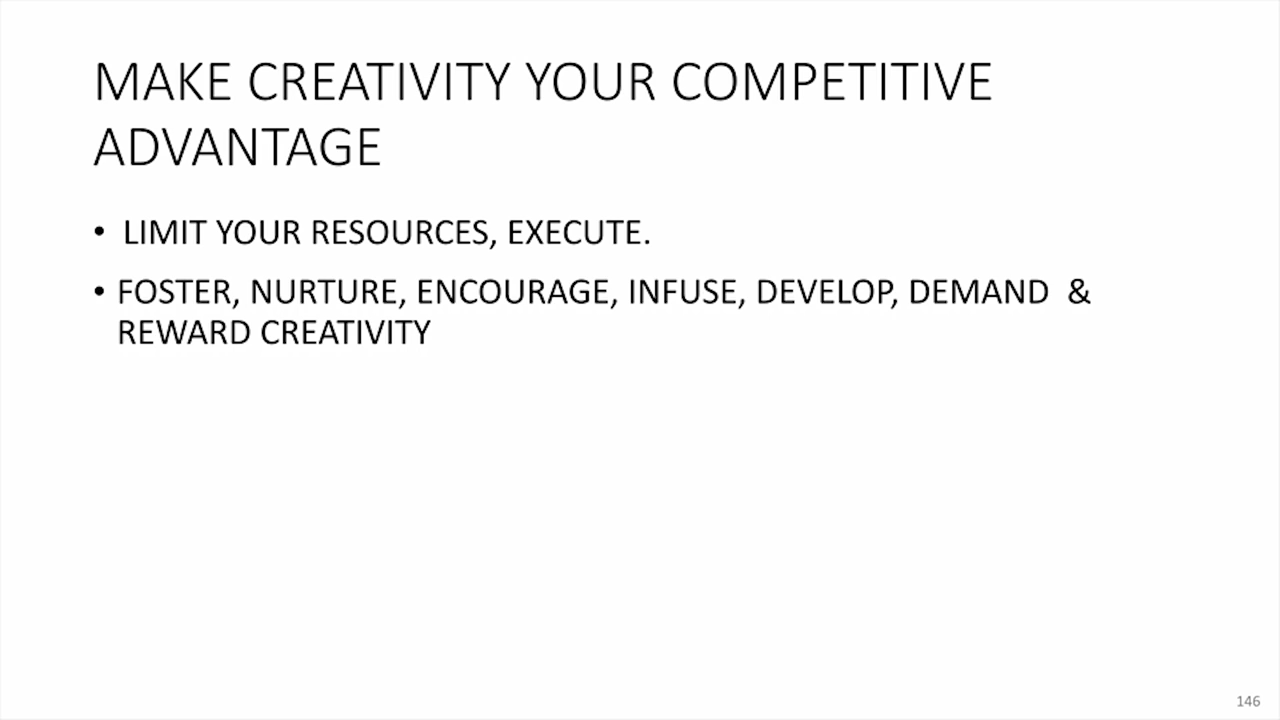 MAKE CREATIVITY YOUR COMPETITIVE
ADVANTAGE
• LIMIT YOUR RESOURCES, EXECUTE.
• FOSTER, NURTURE, ENCOURAGE, INFUSE, DEVELOP, DEMAND  &
REWARD CREATIVITY
146